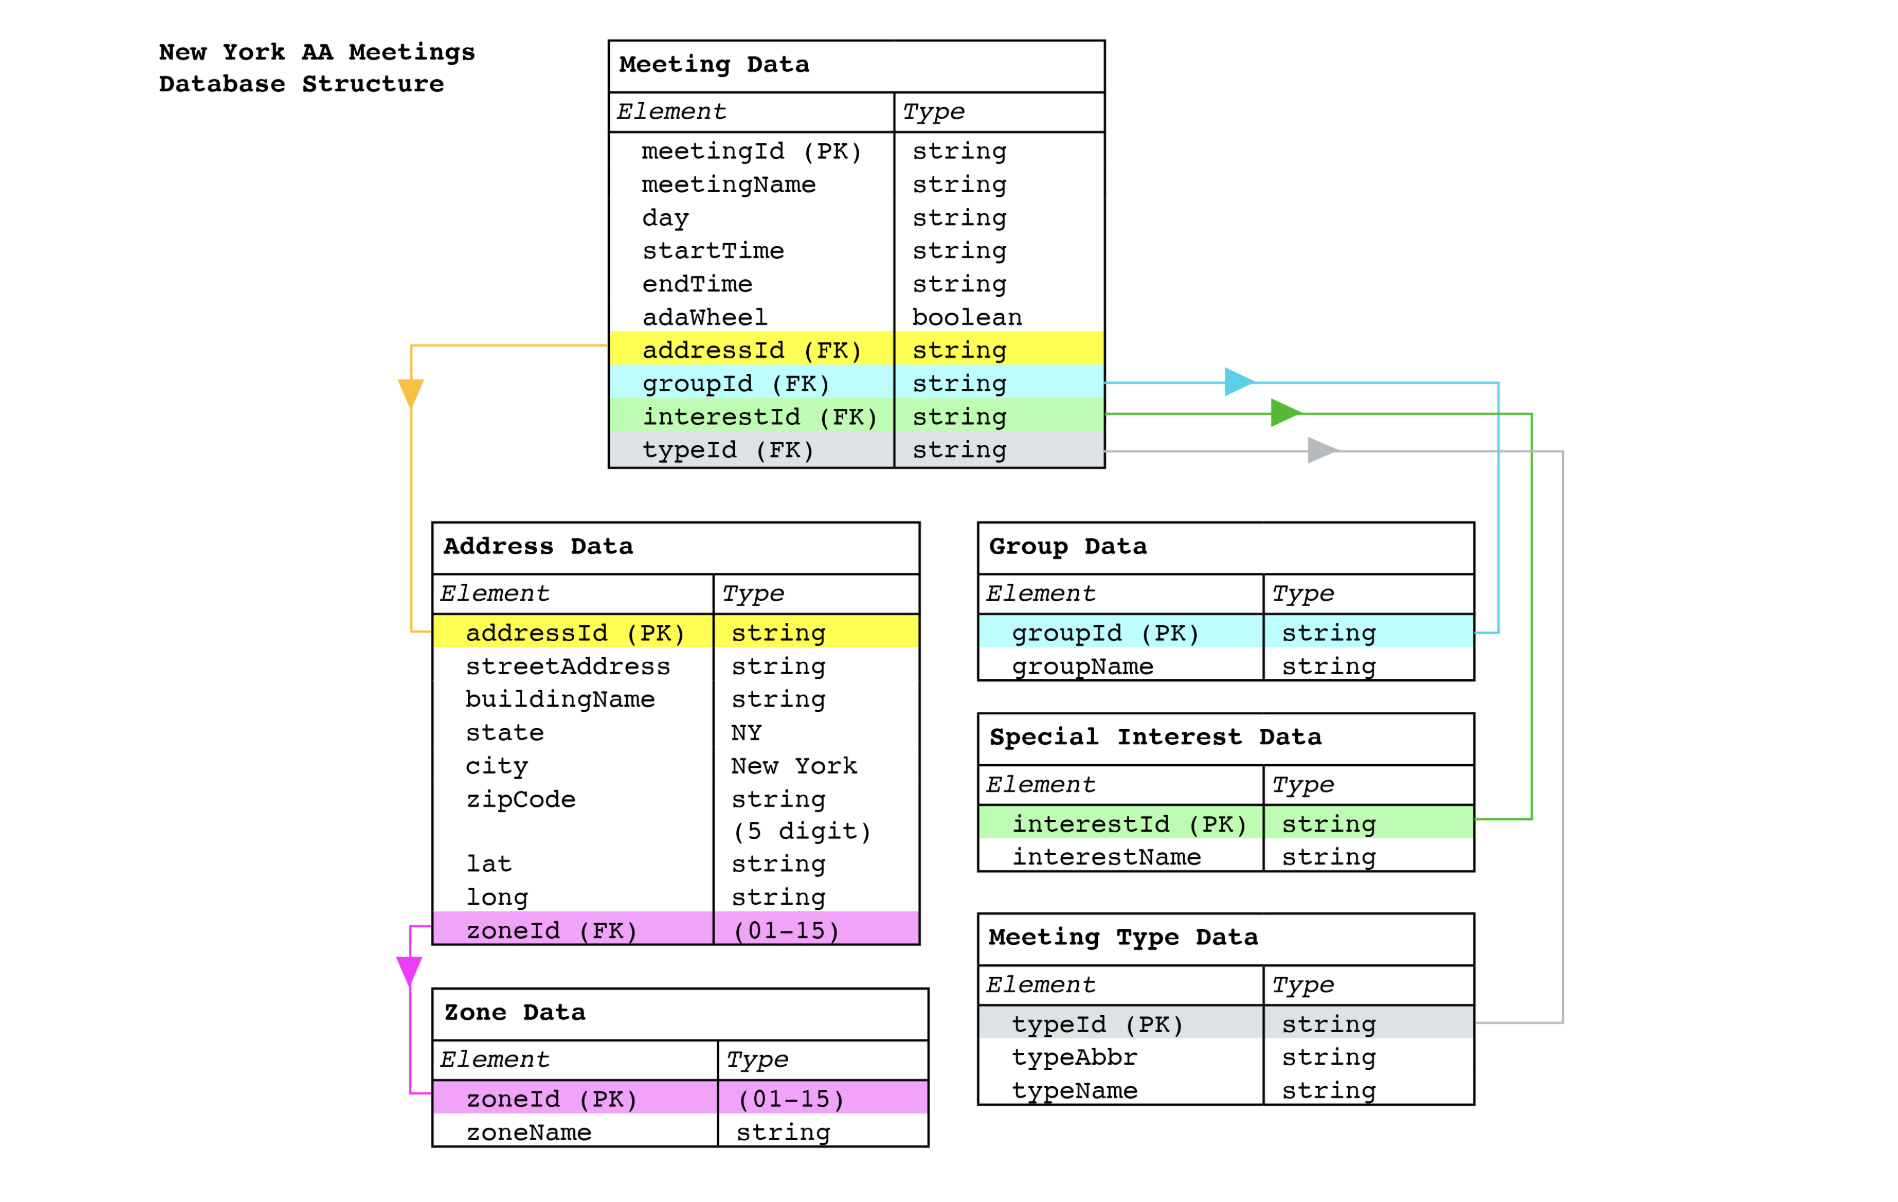 New York AA Meetings
Database Structure
Meeting Data
Element Type
meetingId (PK) string
meetingName string
day string
startTime string
endTime string
adaWheel boolean
addressId (FK) string
groupId (FK) string
interestId (FK) string
typeId (FK) string
Address Data
Element Type
addressId (PK) string
streetAddress string
buildingName string
state NY
city New York
zipCode string
(5 digit)
lat string
long string
zoneId (FK) (01-15)
Zone Data
Element Type
zoneId (PK) (01-15)
zoneName string
Group Data
Element Type
groupId (PK) string
groupName string
Special Interest Data
Element Type
interestId (PK) string
interestName string
Meeting Type Data
Element Type
typeId (PK) string
typeAbbr string
typeName string